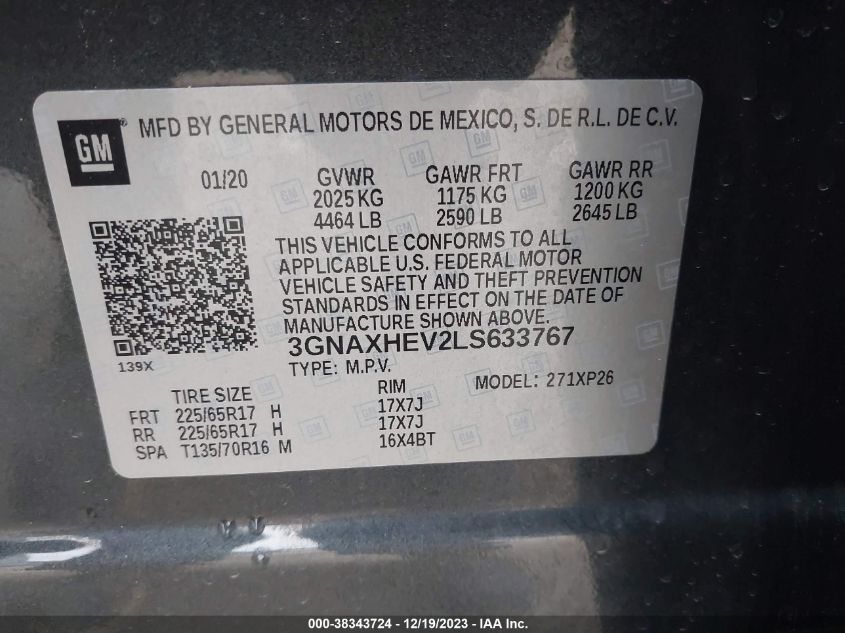 GM® MFD BY GENERAL MOTORS DE MEXICO, S. DE R.L. DE C.V.
01/20 GVWR GAWR FRT GAWR RR
2025 KG 1175 KG 1200 KG
4464 LB 2590 LB 2645 LB
THIS VEHICLE CONFORMS TO ALL
APPLICABLE U.S. FEDERAL MOTOR
VEHICLE SAFETY AND THEFT PREVENTION
STANDARDS IN EFFECT ON THE DATE OF
MANUFACTURE SHOWN ABOVE.
3GNAXHEV2LS633767
139X TYPE: M.P.V. MODEL: 271XP26
TIRE SIZE RIM
FRT 225/65R17 H 17X7J
RR 225/65R17 H 17X7J
SPA T135/70R16 M 16X4BT
000-38343724 - 12/19/2023 - IAA Inc.